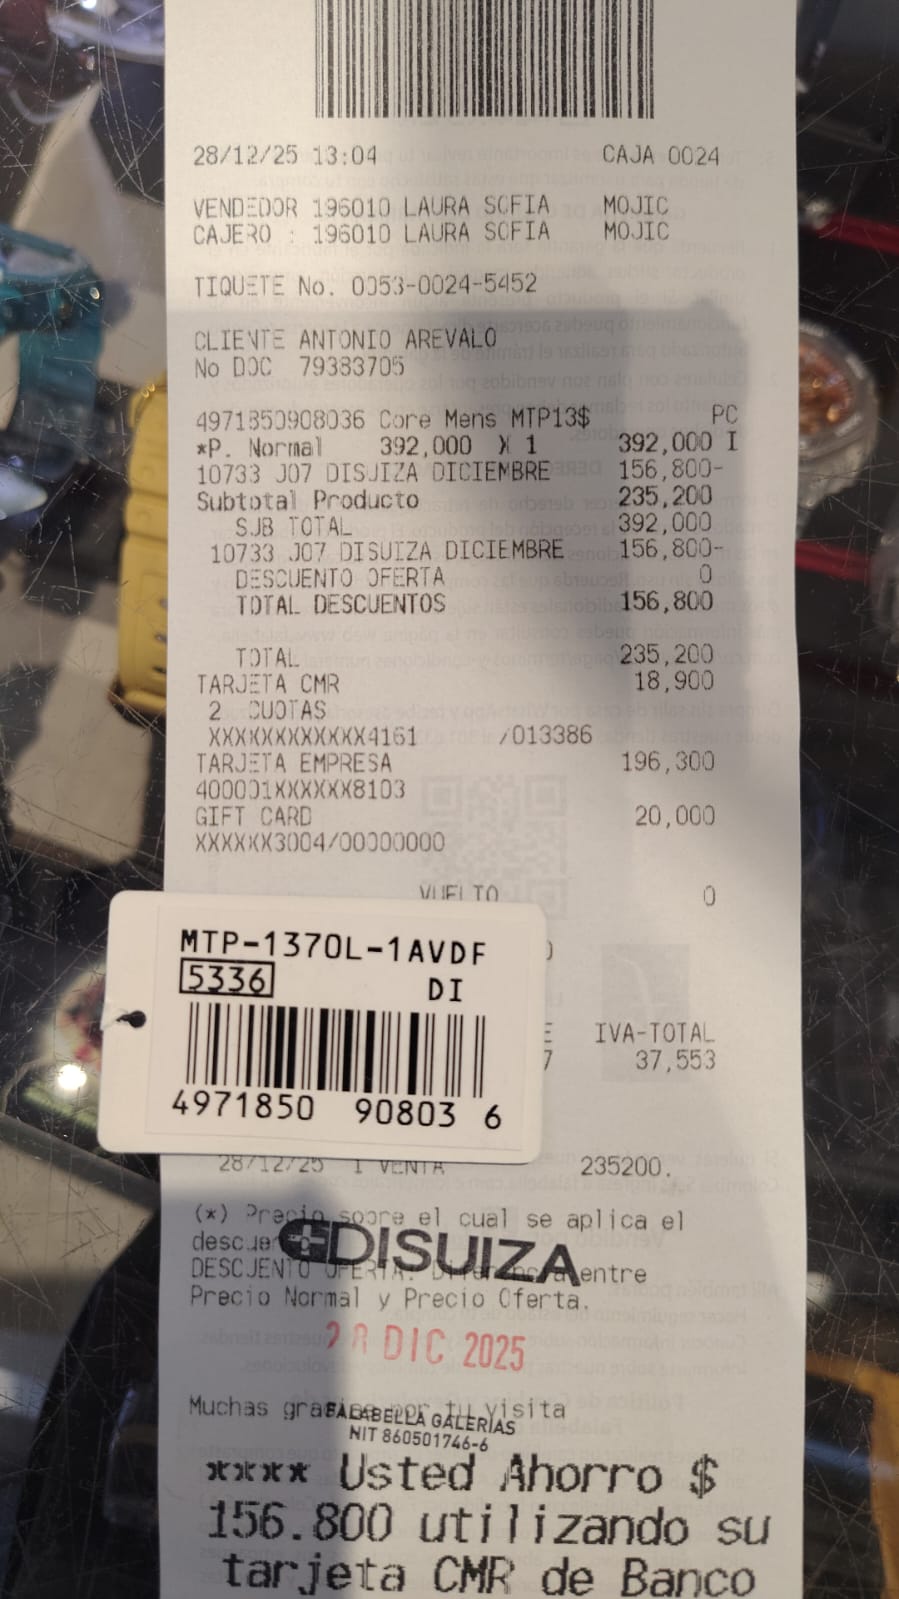 28/12/25 13:04 CAJA 0024
VENDEDOR 196010 LAURA SOFIA MOJIC
CAJERO : 196010 LAURA SOFIA MOJIC
TIQUETE No. 0053-0024-5452
CLIENTE ANTONIO AREVALO
No DOC 79383705
4971850908036 Core Mens MTP13$ PC
*P. Normal 392,000 X 1 392,000 I
10733 J07 DISUIZA DICIEMBRE 156,800-
Subtotal Producto 235,200
SUB TOTAL 392,000
10733 J07 DISUIZA DICIEMBRE 156,800-
DESCUENTO OFERTA 0
TOTAL DESCUENTOS 156,800
TOTAL 235,200
TARJETA CMR 18,900
2 CUOTAS
XXXXXXXXXXXX4161 /013386
TARJETA EMPRESA 196,300
400001XXXXXX8103
GIFT CARD 20,000
XXXXXX3004/00000000
VUELTO 0
MTP-1370L-1AVDF
5336 DI
4971850 90803 6
IVA-TOTAL
37,553
28/12/25 1 VENTA 235200.
(*) Precio sobre el cual se aplica el
DISUIZA
DESCUENTO OFERTA: Diferencia entre
Precio Normal y Precio Oferta.
28 DIC 2025
Muchas gracias por tu visita
FALABELLA GALERIAS
NIT 860501746-6
**** Usted Ahorro $
156.800 utilizando su
tarjeta CMR de Banco